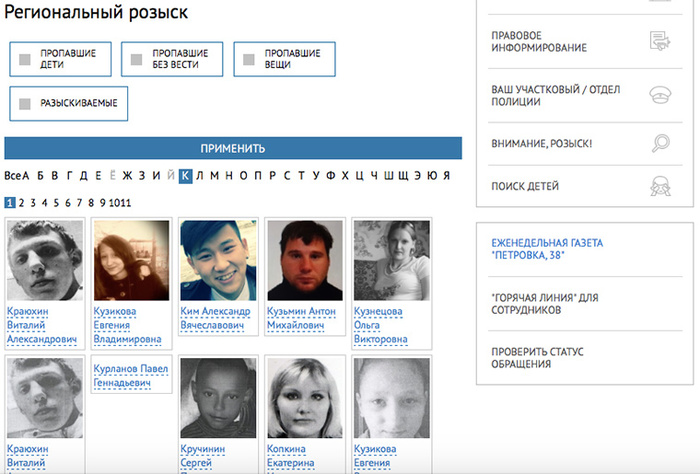 Региональный розыск
ПРОПАВШИЕ
ДЕТИ
ПРОПАВШИЕ
БЕЗ ВЕСТИ
ПРОПАВШИЕ
ВЕЩИ
РАЗЫСКИВАЕМЫЕ
ПРИМЕНИТЬ
Все А Б В Г Д Е Ё Ж З И Й К Л М Н О П Р С Т У Ф Х Ц Ч Ш Щ Э Ю Я
1 2 3 4 5 6 7 8 9 10 11
Краюхин
Виталий
Александрович
Кузикова
Евгения
Владимировна
Ким Александр
Вячеславович
Кузьмин Антон
Михайлович
Кузнецова
Ольга
Викторовна
Краюхин
Виталий
Курланов Павел
Геннадьевич
Кручинин
Сергей
Копкина
Екатерина
Кузикова
Евгения
ПРАВОВОЕ
ИНФОРМИРОВАНИЕ
ВАШ УЧАСТКОВЫЙ / ОТДЕЛ
ПОЛИЦИИ
ВНИМАНИЕ, РОЗЫСК!
ПОИСК ДЕТЕЙ
ЕЖЕНЕДЕЛЬНАЯ ГАЗЕТА
"ПЕТРОВКА, 38"
"ГОРЯЧАЯ ЛИНИЯ" ДЛЯ
СОТРУДНИКОВ
ПРОВЕРИТЬ СТАТУС
ОБРАЩЕНИЯ